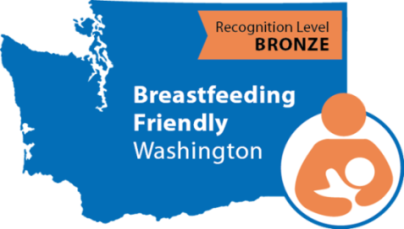 Recognition Level
BRONZE
Breastfeeding
Friendly
Washington